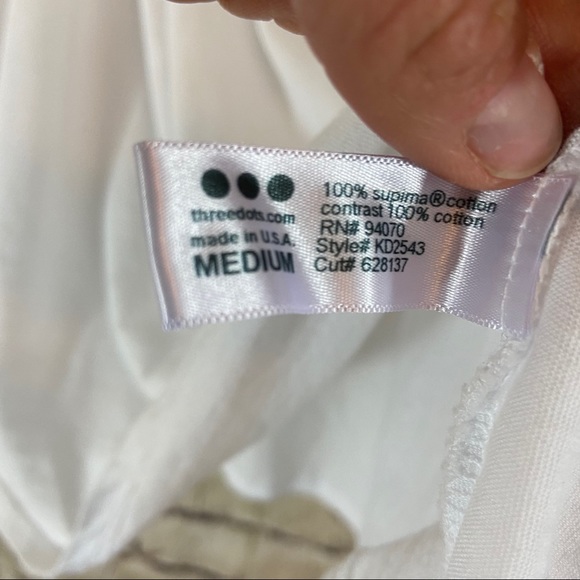 threedots.com
made in U.S.A.
MEDIUM
100% supima®cotton
contrast 100% cotton
RN# 94070
Style# KD2543
Cut# 628137